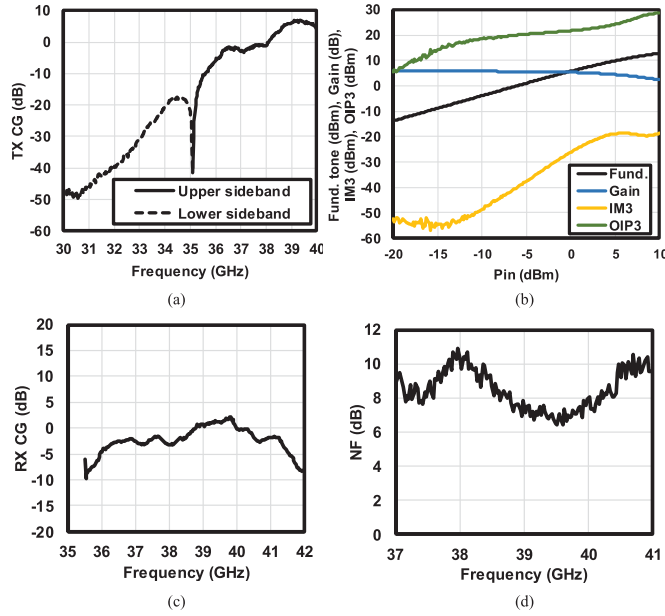 10
0
-10
-20
-30
-40
-50
-60
TX CG (dB)
Upper sideband
Lower sideband
30 31 32 33 34 35 36 37 38 39 40
Frequency (GHz)
(a)
30
20
10
0
-10
-20
-30
-40
-50
-60
Fund. tone (dBm), Gain (dB),
IM3 (dBm), OIP3 (dBm)
Fund.
Gain
IM3
OIP3
-20 -15 -10 -5 0 5 10
Pin (dBm)
(b)
20
15
10
5
0
-5
-10
-15
-20
RX CG (dB)
35 36 37 38 39 40 41 42
Frequency (GHz)
(c)
12
10
8
6
4
2
0
NF (dB)
37 38 39 40 41
Frequency (GHz)
(d)